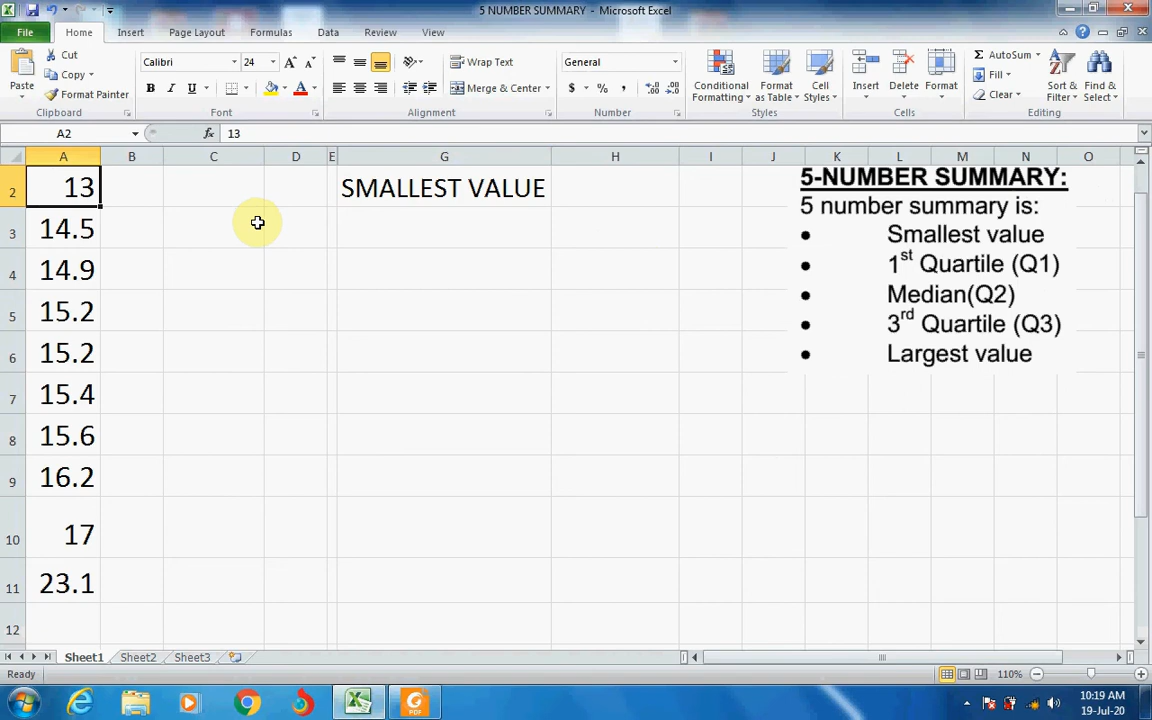 5 NUMBER SUMMARY - Microsoft Excel
File Home Insert Page Layout Formulas Data Review View
Paste
Cut
Copy
Format Painter
Clipboard
Calibri 24
B I U
Font
Wrap Text
Merge & Center
Alignment
General
$ % ,
Number
Conditional Formatting
Format as Table
Cell Styles
Styles
Insert
Delete
Format
Cells
AutoSum
Fill
Clear
Sort & Filter
Find & Select
Editing
A2 fx 13
A B C D E G H I J K L M N O
2 13 SMALLEST VALUE
3 14.5
4 14.9
5 15.2
6 15.2
7 15.4
8 15.6
9 16.2
10 17
11 23.1
12
5-NUMBER SUMMARY:
5 number summary is:
• Smallest value
• 1st Quartile (Q1)
• Median(Q2)
• 3rd Quartile (Q3)
• Largest value
Sheet1 Sheet2 Sheet3
Ready 110%
PDF
10:19 AM
19-Jul-20